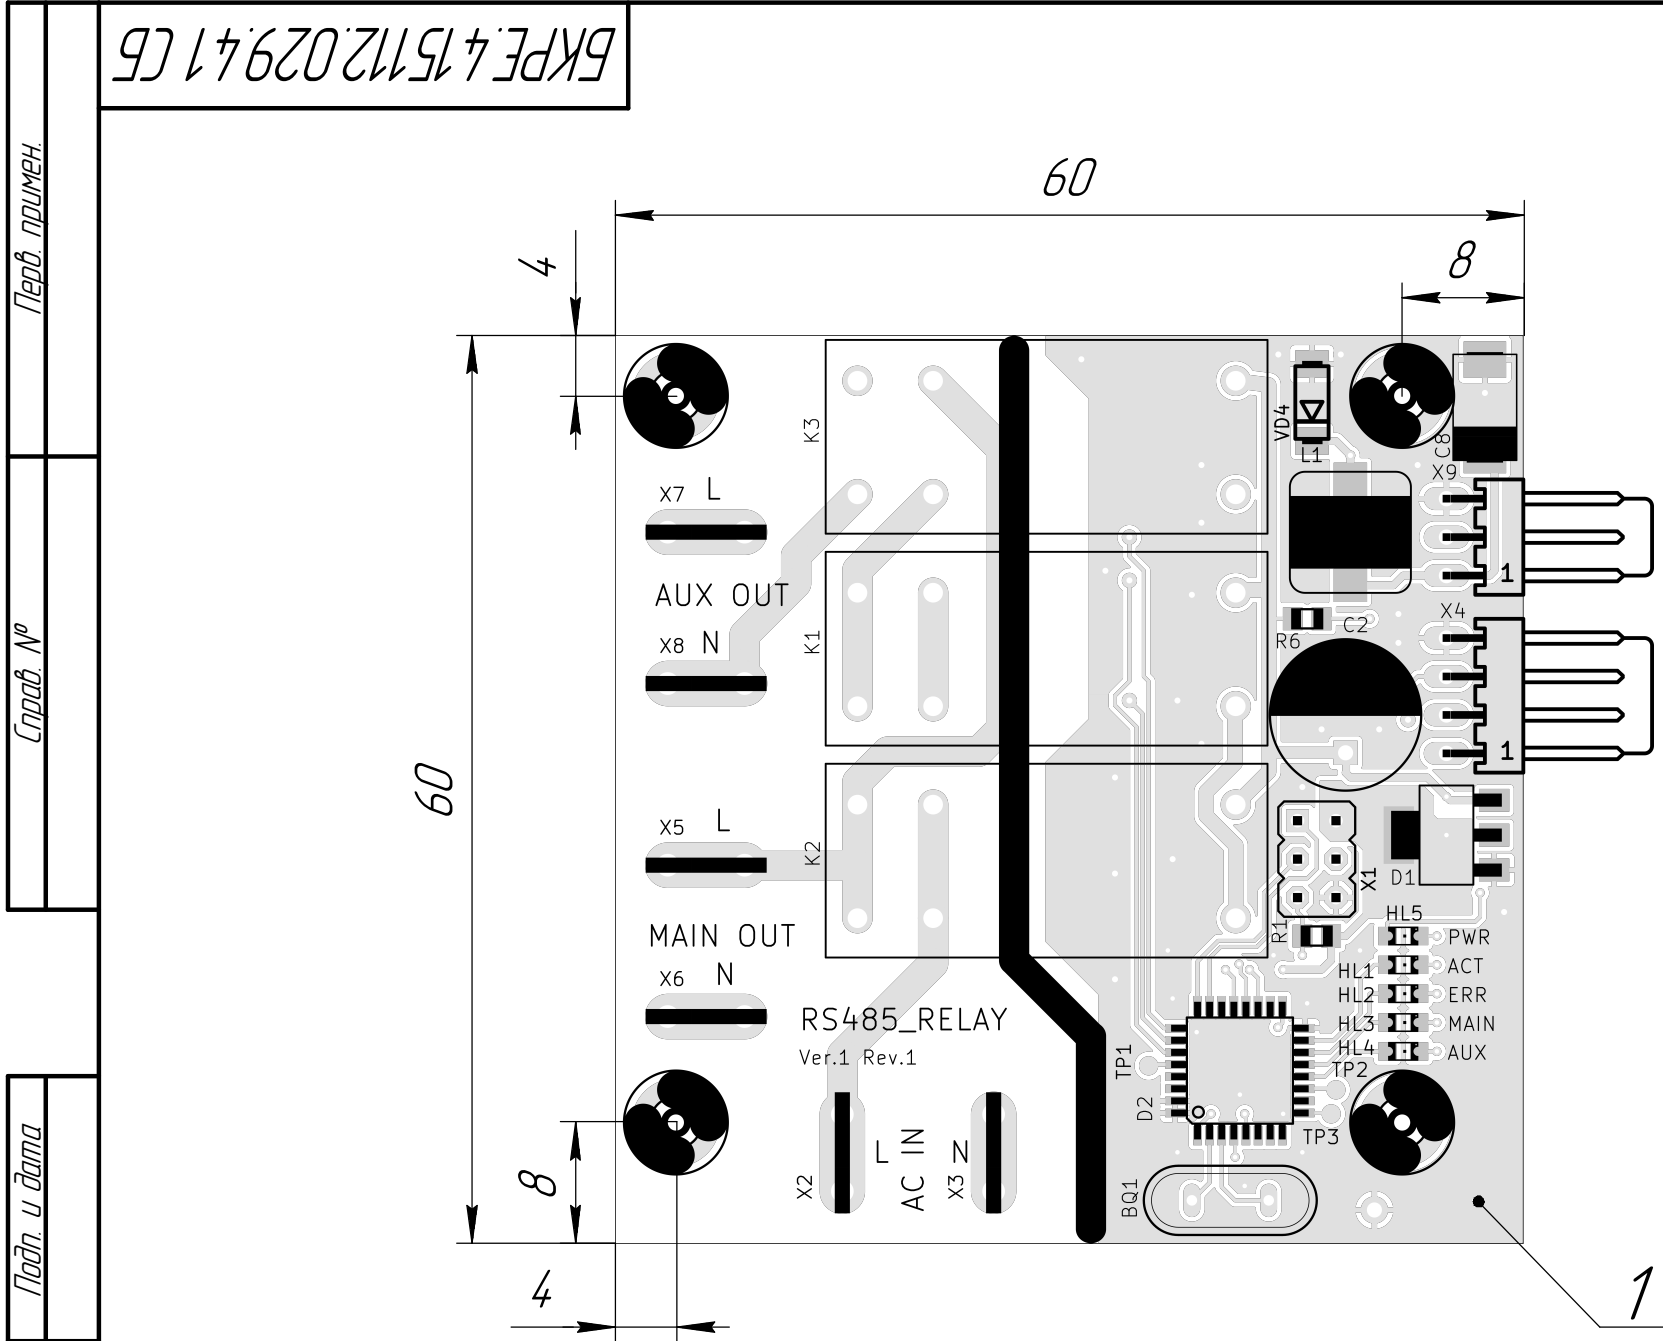 БКРЕ.415112.029.4.1 СБ
Перв. примен.
Справ. №
Подп. и дата
60
8
4
60
8
4
1
K3
VD4
L1
C8
X9
X7 L
1
AUX OUT
K1
X4
R6
C2
X8 N
1
X5 L
K2
X1
D1
MAIN OUT
R1
HL5
PWR
X6 N
HL1
ACT
HL2
ERR
RS485_RELAY
HL3
MAIN
Ver.1 Rev.1
HL4
AUX
TP1
TP2
D2
TP3
X2
L
AC IN
N
X3
BQ1